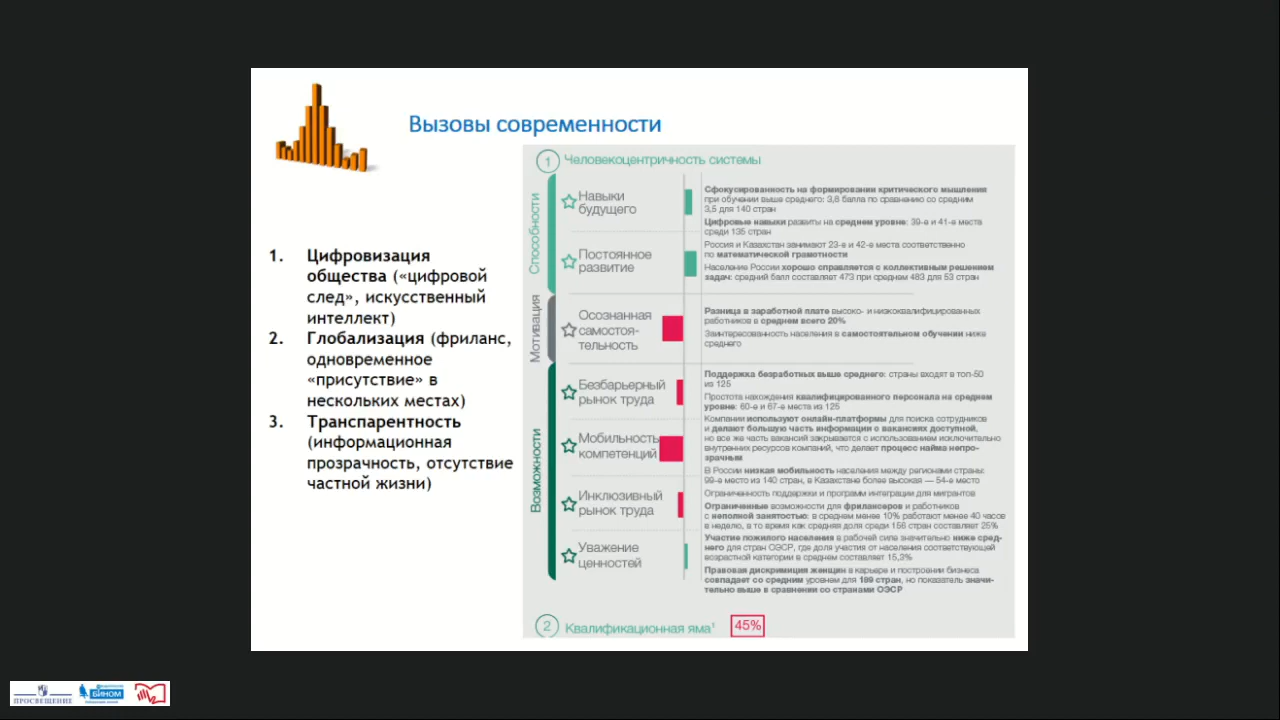 Вызовы современности
1. Цифровизация
общества («цифровой
след», искусственный
интеллект)
2. Глобализация (фриланс,
одновременное
«присутствие» в
нескольких местах)
3. Транспарентность
(информационная
прозрачность, отсутствие
частной жизни)
1 Человекоцентричность системы
Способности
Навыки
будущего
Сфокусированность на формировании критического мышления
при обучении выше среднего: 3,8 балла по сравнению со средним
3,5 для 140 стран
Цифровые навыки развиты на среднем уровне: 39-е и 41-е места
среди 135 стран
Постоянное
развитие
Россия и Казахстан занимают 23-е и 42-е места соответственно
по математической грамотности
Население России хорошо справляется с коллективным решением
задач: средний балл составляет 473 при среднем 483 для 53 стран
Мотивация
Осознанная
самостоя-
тельность
Разница в заработной плате высоко- и низкоквалифицированных
работников в среднем всего 20%
Заинтересованность населения в самостоятельном обучении ниже
среднего
Возможности
Безбарьерный
рынок труда
Поддержка безработных выше среднего: страны входят в топ-50
из 125
Простота нахождения квалифицированного персонала на среднем
уровне: 60-е и 67-е места из 125
Мобильность
компетенций
Компании используют онлайн-платформы для поиска сотрудников
и делают большую часть информации о вакансиях доступной,
но все же часть вакансий закрывается с использованием исключительно
внутренних ресурсов компаний, что делает процесс найма непро-
зрачным
В России низкая мобильность населения между регионами страны:
99-е место из 140 стран, в Казахстане более высокая — 54-е место
Инклюзивный
рынок труда
Ограниченность поддержки и программ интеграции для мигрантов
Ограниченные возможности для фрилансеров и работников
с неполной занятостью: в среднем менее 10% работают менее 40 часов
в неделю, в то время как средняя доля среди 156 стран составляет 25%
Уважение
ценностей
Участие пожилого населения в рабочей силе значительно ниже сред-
него для стран ОЭСР, где доля участия от населения соответствующей
возрастной категории в среднем составляет 15,3%
Правовая дискримиция женщин в карьере и построении бизнеса
совпадает со средним уровнем для 189 стран, но показатель значи-
тельно выше в сравнении со странами ОЭСР
2 Квалификационная яма¹ 45%
ПРОСВЕЩЕНИЕ
БИНОМ